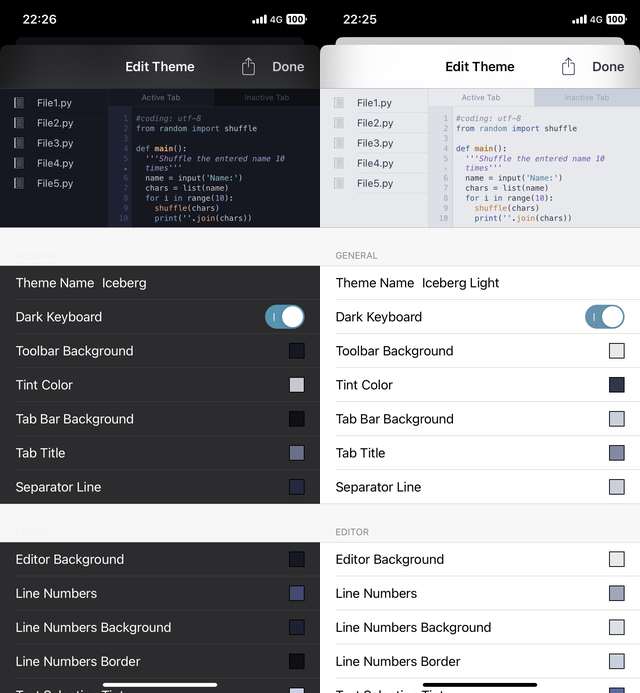 22:26 4G 100
Edit Theme Done
File1.py
File2.py
File3.py
File4.py
File5.py
Active Tab Inactive Tab
1 #coding: utf-8
2 from random import shuffle
3
4 def main():
5 '''Shuffle the entered name 10
• times'''
6 name = input('Name:')
7 chars = list(name)
8 for i in range(10):
9 shuffle(chars)
10 print(''.join(chars))
Theme Name Iceberg
Dark Keyboard
Toolbar Background
Tint Color
Tab Bar Background
Tab Title
Separator Line
Editor Background
Line Numbers
Line Numbers Background
Line Numbers Border
22:25 4G 100
Edit Theme Done
File1.py
File2.py
File3.py
File4.py
File5.py
Active Tab Inactive Tab
1 #coding: utf-8
2 from random import shuffle
3
4 def main():
5 '''Shuffle the entered name 10
• times'''
6 name = input('Name:')
7 chars = list(name)
8 for i in range(10):
9 shuffle(chars)
10 print(''.join(chars))
GENERAL
Theme Name Iceberg Light
Dark Keyboard
Toolbar Background
Tint Color
Tab Bar Background
Tab Title
Separator Line
EDITOR
Editor Background
Line Numbers
Line Numbers Background
Line Numbers Border